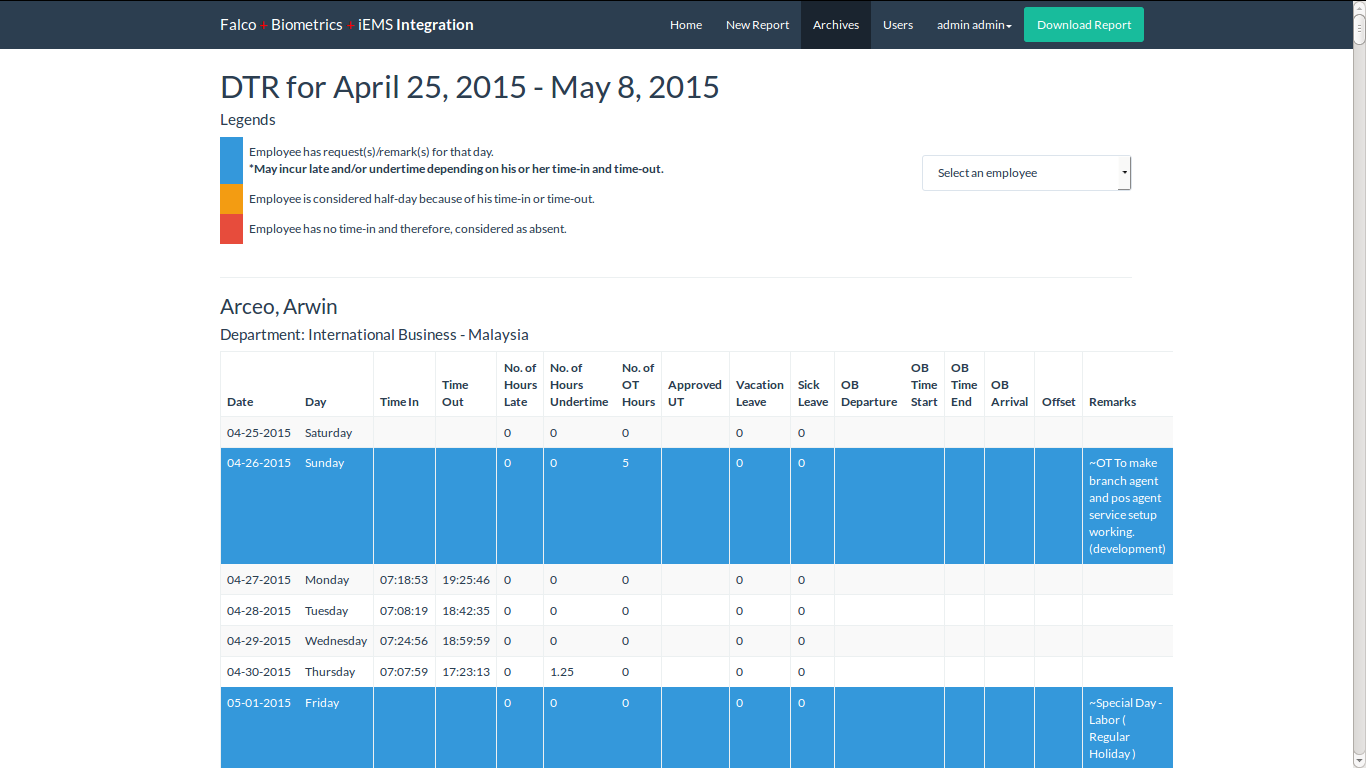 Falco + Biometrics + iEMS Integration
Home New Report Archives Users admin admin Download Report
DTR for April 25, 2015 - May 8, 2015
Legends
Employee has request(s)/remark(s) for that day.
*May incur late and/or undertime depending on his or her time-in and time-out.
Select an employee
Employee is considered half-day because of his time-in or time-out.
Employee has no time-in and therefore, considered as absent.
Arceo, Arwin
Department: International Business - Malaysia
Date Day Time In Time Out No. of Hours Late No. of Hours Undertime No. of OT Hours Approved UT Vacation Leave Sick Leave OB Departure OB Time Start OB Time End OB Arrival Offset Remarks
04-25-2015 Saturday 0 0 0 0 0
04-26-2015 Sunday 0 0 5 0 0 ~OT To make
branch agent
and pos agent
service setup
working.
(development)
04-27-2015 Monday 07:18:53 19:25:46 0 0 0 0 0
04-28-2015 Tuesday 07:08:19 18:42:35 0 0 0 0 0
04-29-2015 Wednesday 07:24:56 18:59:59 0 0 0 0 0
04-30-2015 Thursday 07:07:59 17:23:13 0 1.25 0 0 0
05-01-2015 Friday 0 0 0 0 0 ~Special Day -
Labor (
Regular
Holiday )